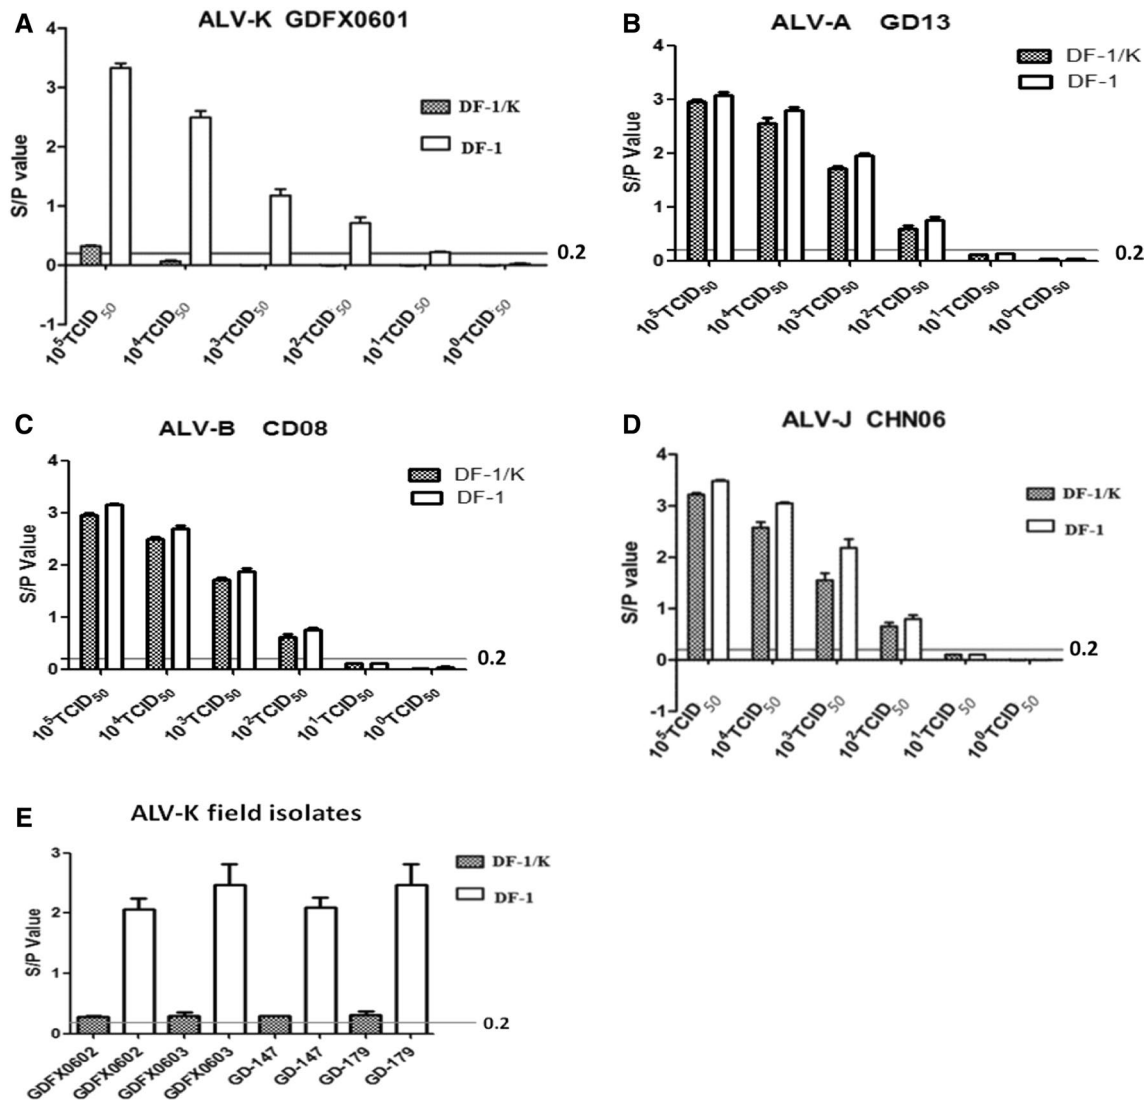 A
ALV-K GDFX0601
S/P value
4
3
2
1
0
-1
DF-1/K
DF-1
0.2
10⁵TCID₅₀
10⁴TCID₅₀
10³TCID₅₀
10²TCID₅₀
10¹TCID₅₀
10⁰TCID₅₀
B
ALV-A GD13
S/P Value
4
3
2
1
0
DF-1/K
DF-1
0.2
10⁵TCID₅₀
10⁴TCID₅₀
10³TCID₅₀
10²TCID₅₀
10¹TCID₅₀
10⁰TCID₅₀
C
ALV-B CD08
S/P Value
4
3
2
1
0
DF-1/K
DF-1
0.2
10⁵TCID₅₀
10⁴TCID₅₀
10³TCID₅₀
10²TCID₅₀
10¹TCID₅₀
10⁰TCID₅₀
D
ALV-J CHN06
S/P value
4
3
2
1
0
-1
DF-1/K
DF-1
0.2
10⁵TCID₅₀
10⁴TCID₅₀
10³TCID₅₀
10²TCID₅₀
10¹TCID₅₀
10⁰TCID₅₀
E
ALV-K field isolates
S/P Value
3
2
1
0
DF-1/K
DF-1
0.2
GDFX0602
GDFX0602
GDFX0603
GDFX0603
GD-147
GD-147
GD-179
GD-179